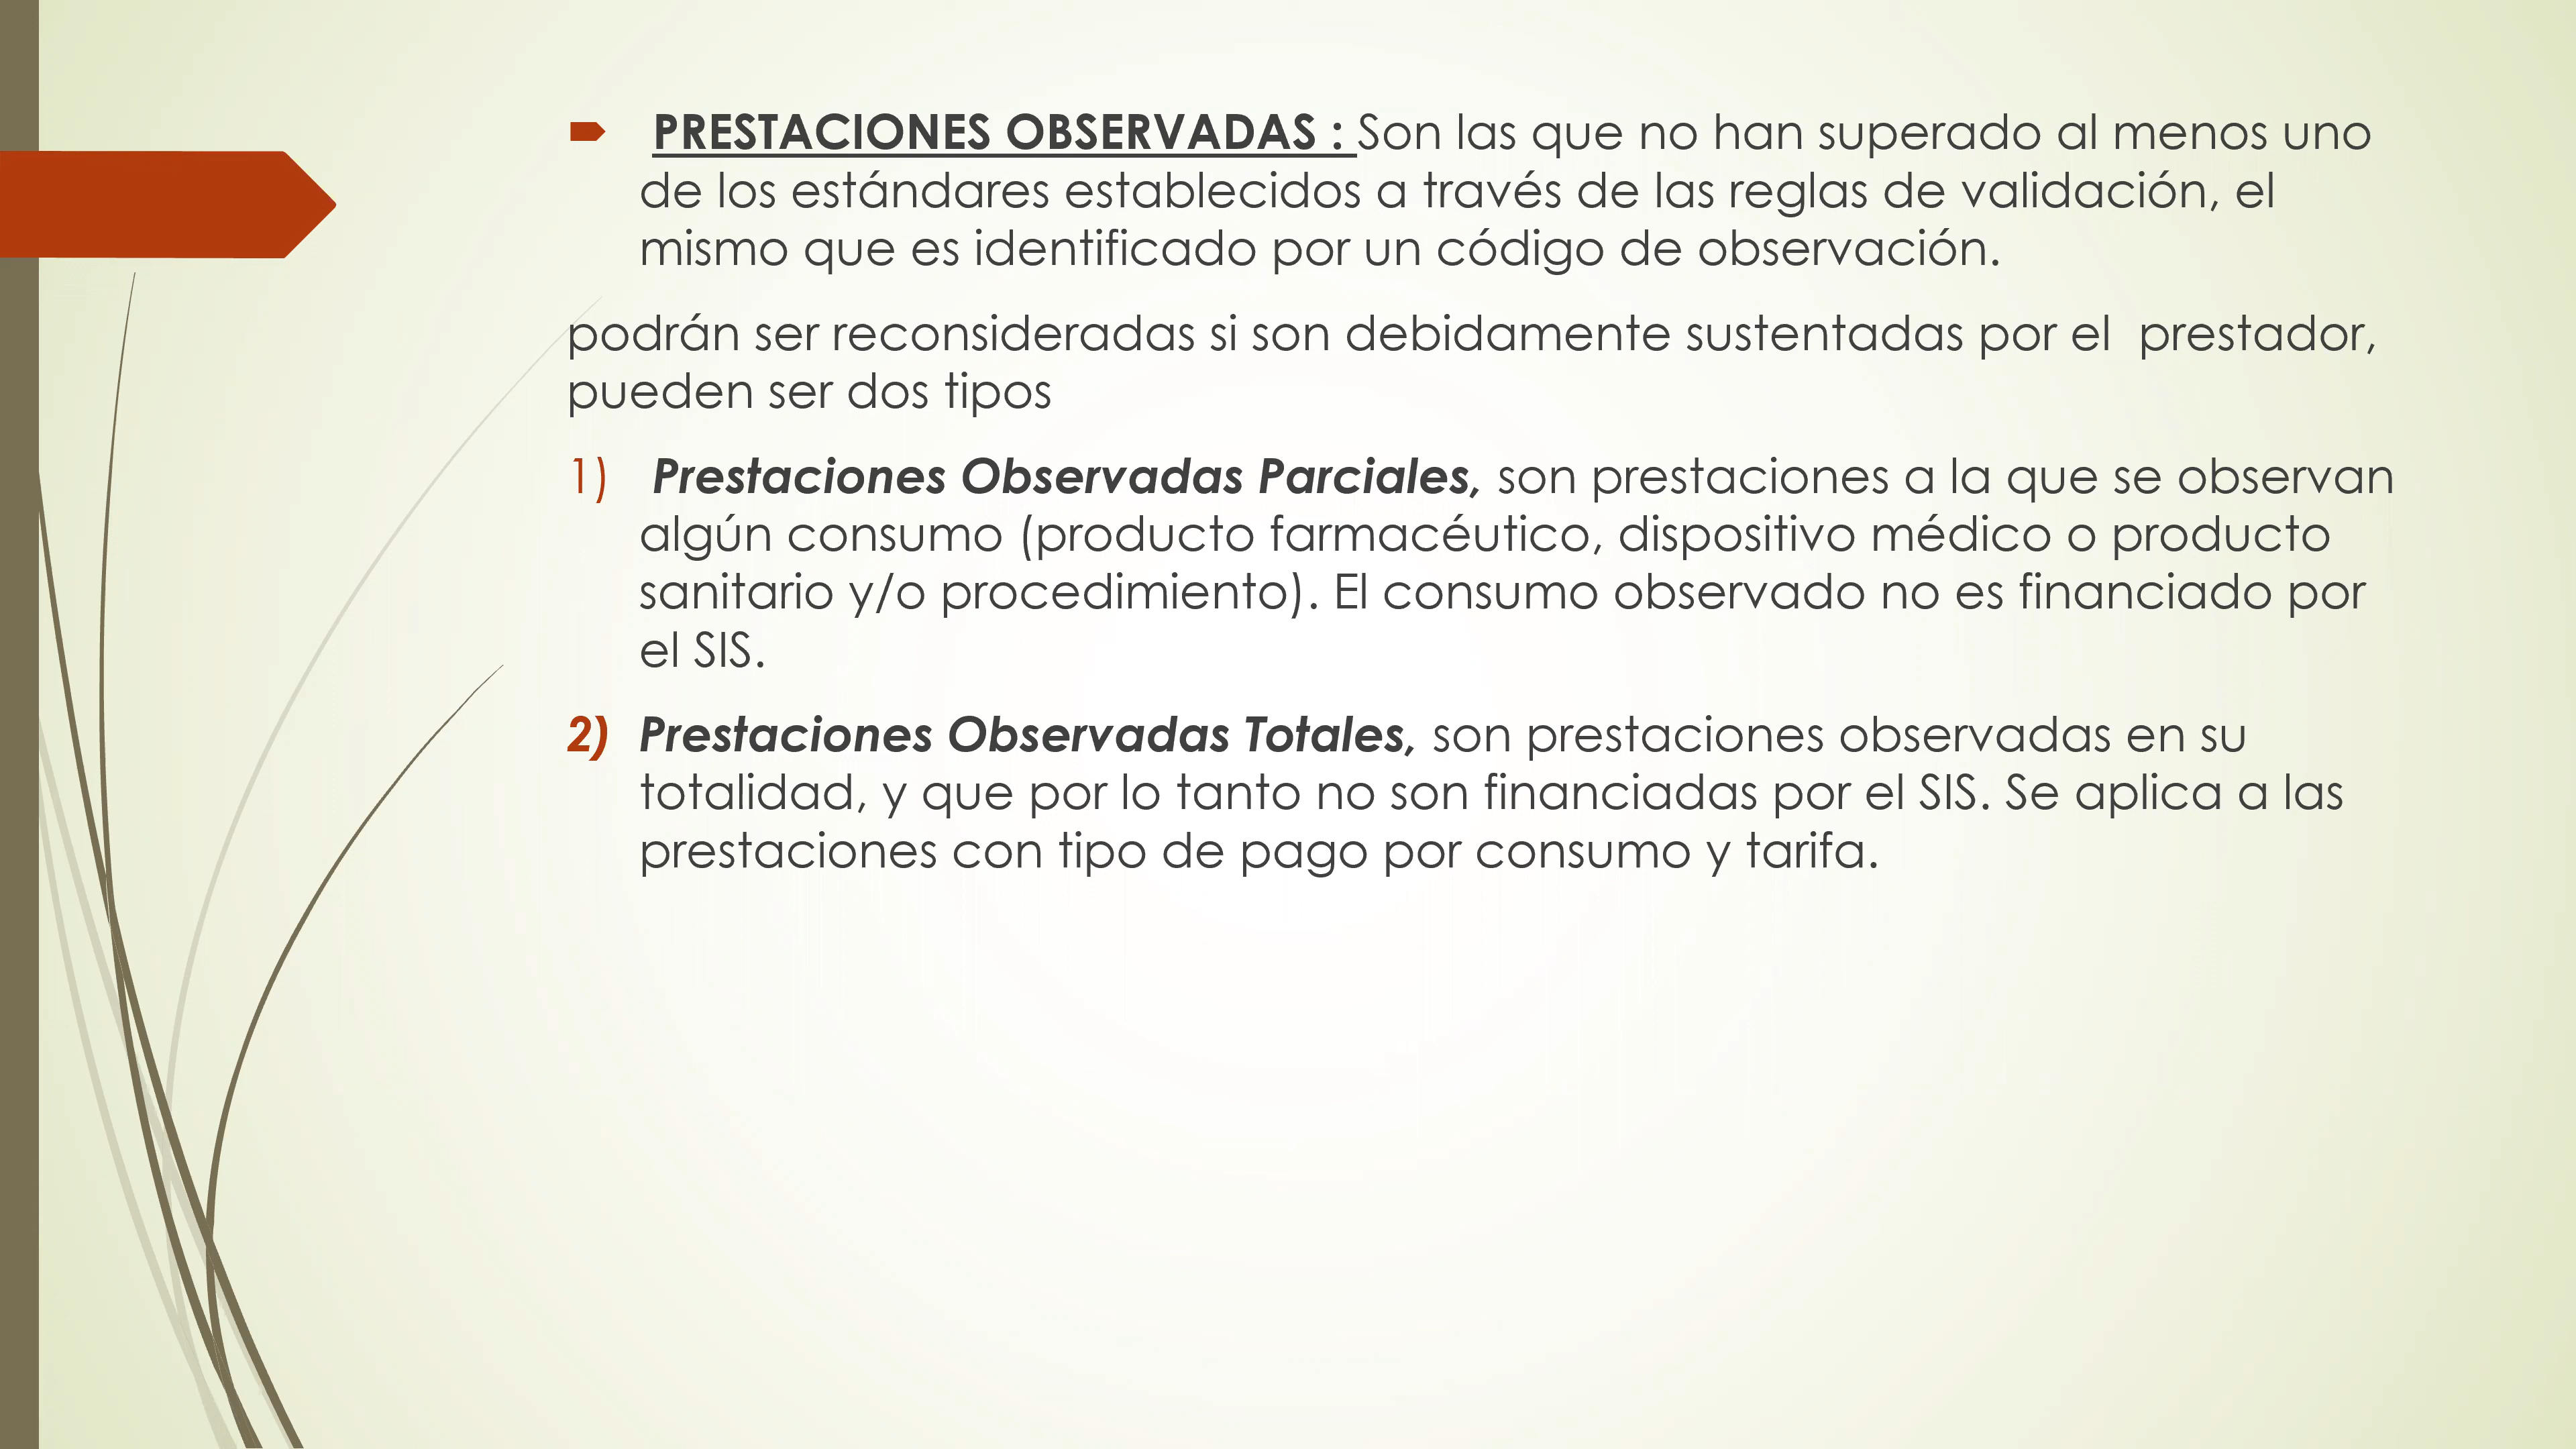 PRESTACIONES OBSERVADAS : Son las que no han superado al menos uno
de los estándares establecidos a través de las reglas de validación, el
mismo que es identificado por un código de observación.
podrán ser reconsideradas si son debidamente sustentadas por el  prestador,
pueden ser dos tipos
1) Prestaciones Observadas Parciales, son prestaciones a la que se observan
algún consumo (producto farmacéutico, dispositivo médico o producto
sanitario y/o procedimiento). El consumo observado no es financiado por
el SIS.
2) Prestaciones Observadas Totales, son prestaciones observadas en su
totalidad, y que por lo tanto no son financiadas por el SIS. Se aplica a las
prestaciones con tipo de pago por consumo y tarifa.